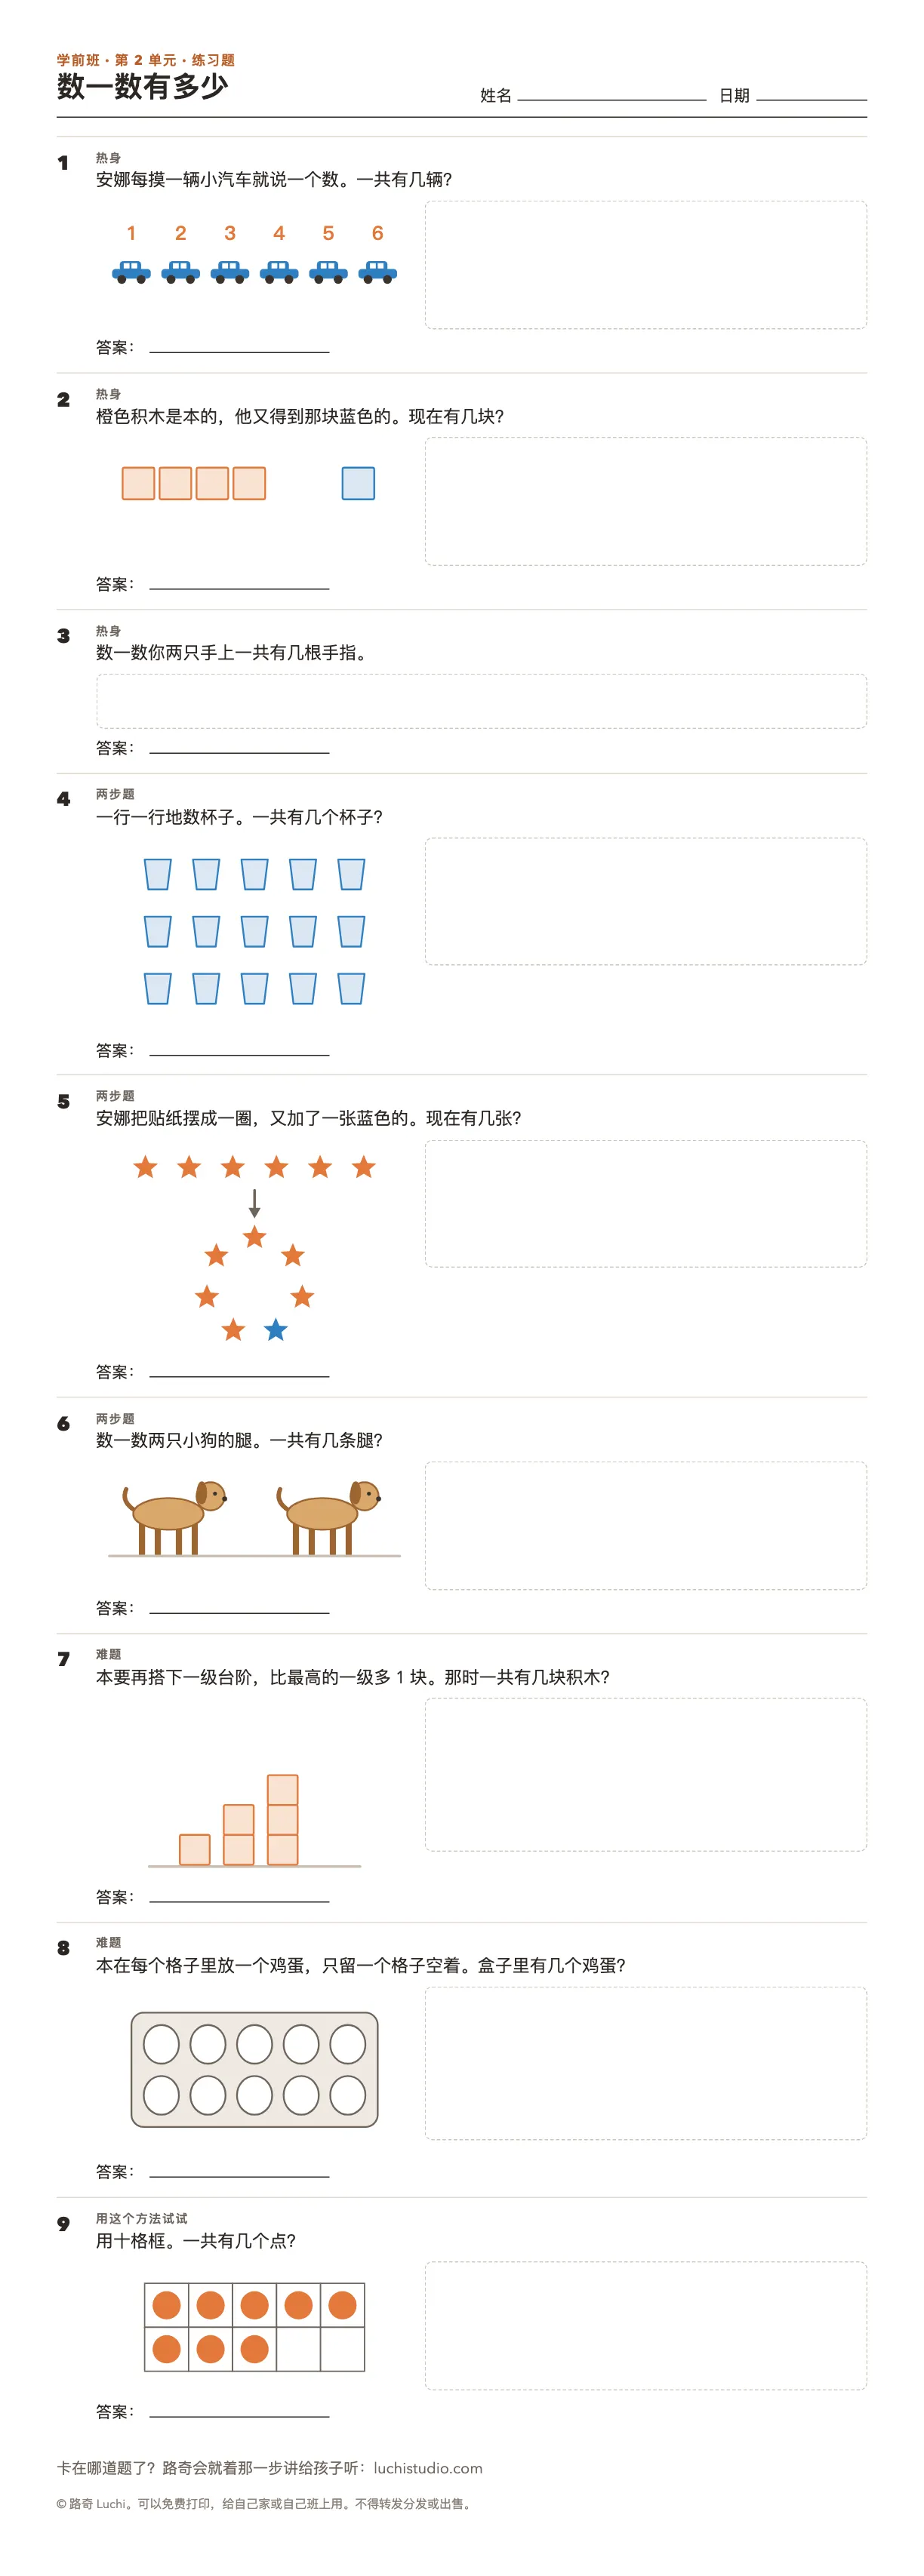 学前班·第 2 单元·练习题
数一数有多少
姓名 日期
1
热身
安娜每摸一辆小汽车就说一个数。一共有几辆?
1 2 3 4 5 6
答案:
2
热身
橙色积木是本的，他又得到那块蓝色的。现在有几块?
答案:
3
热身
数一数你两只手上一共有几根手指。
答案:
4
两步题
一行一行地数杯子。一共有几个杯子?
答案:
5
两步题
安娜把贴纸摆成一圈，又加了一张蓝色的。现在有几张?
答案:
6
两步题
数一数两只小狗的腿。一共有几条腿?
答案:
7
难题
本要再搭下一级台阶，比最高的一级多 1 块。那时一共有几块积木?
答案:
8
难题
本在每个格子里放一个鸡蛋，只留一个格子空着。盒子里有几个鸡蛋?
答案:
9
用这个方法试试
用十格框。一共有几个点?
答案:
卡在哪道题了? 路奇会就着那一步讲给孩子听: luchistudio.com
© 路奇 Luchi。可以免费打印，给自己家或自己班上用。不得转发分发或出售。